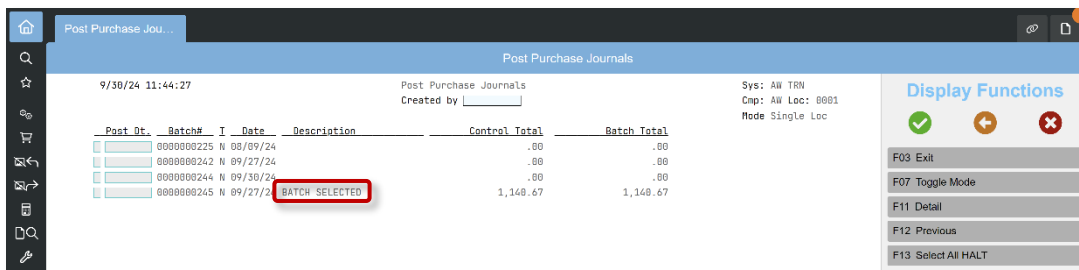 Post Purchase Jou...
Post Purchase Journals
9/30/24 11:44:27 Post Purchase Journals Sys: AW TRN
Created by Cmp: AW Loc: 0001
Mode Single Loc
Post Dt. Batch# T Date Description Control Total Batch Total
0000000225 N 08/09/24 .00 .00
0000000242 N 09/27/24 .00 .00
0000000244 N 09/30/24 .00 .00
0000000245 N 09/27/24 BATCH SELECTED 1,140.67 1,140.67
Display Functions
F03 Exit
F07 Toggle Mode
F11 Detail
F12 Previous
F13 Select All HALT